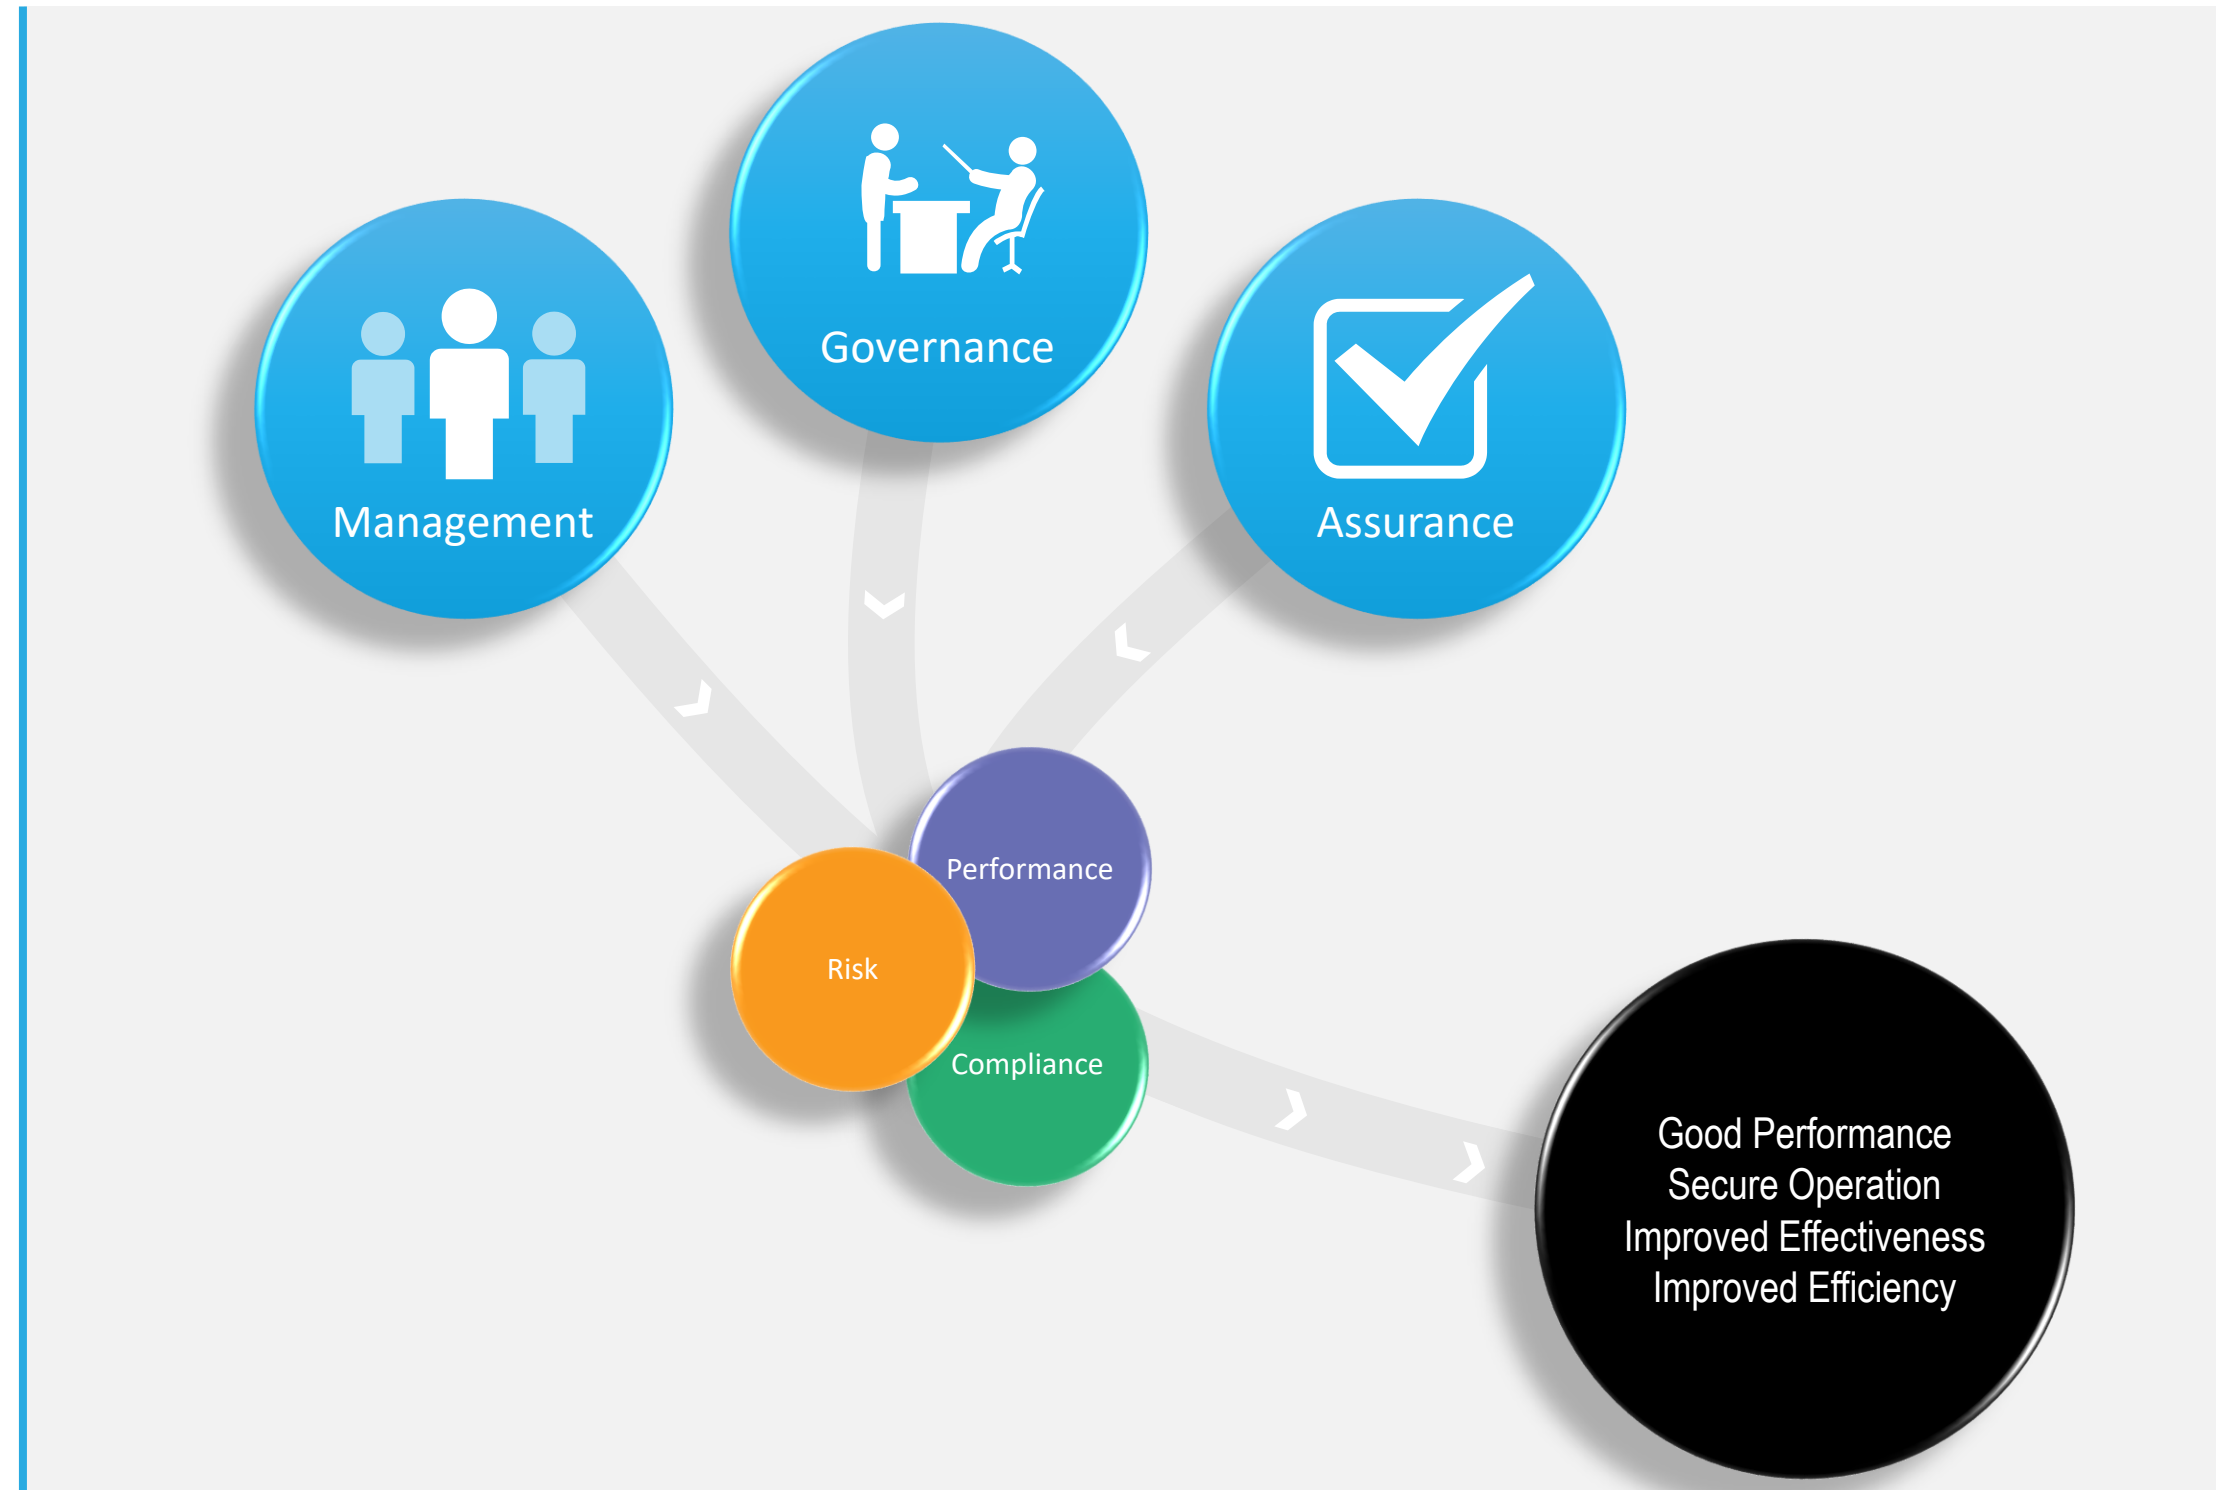 Governance
Management
Assurance
Performance
Risk
Compliance
Good Performance
Secure Operation
Improved Effectiveness
Improved Efficiency